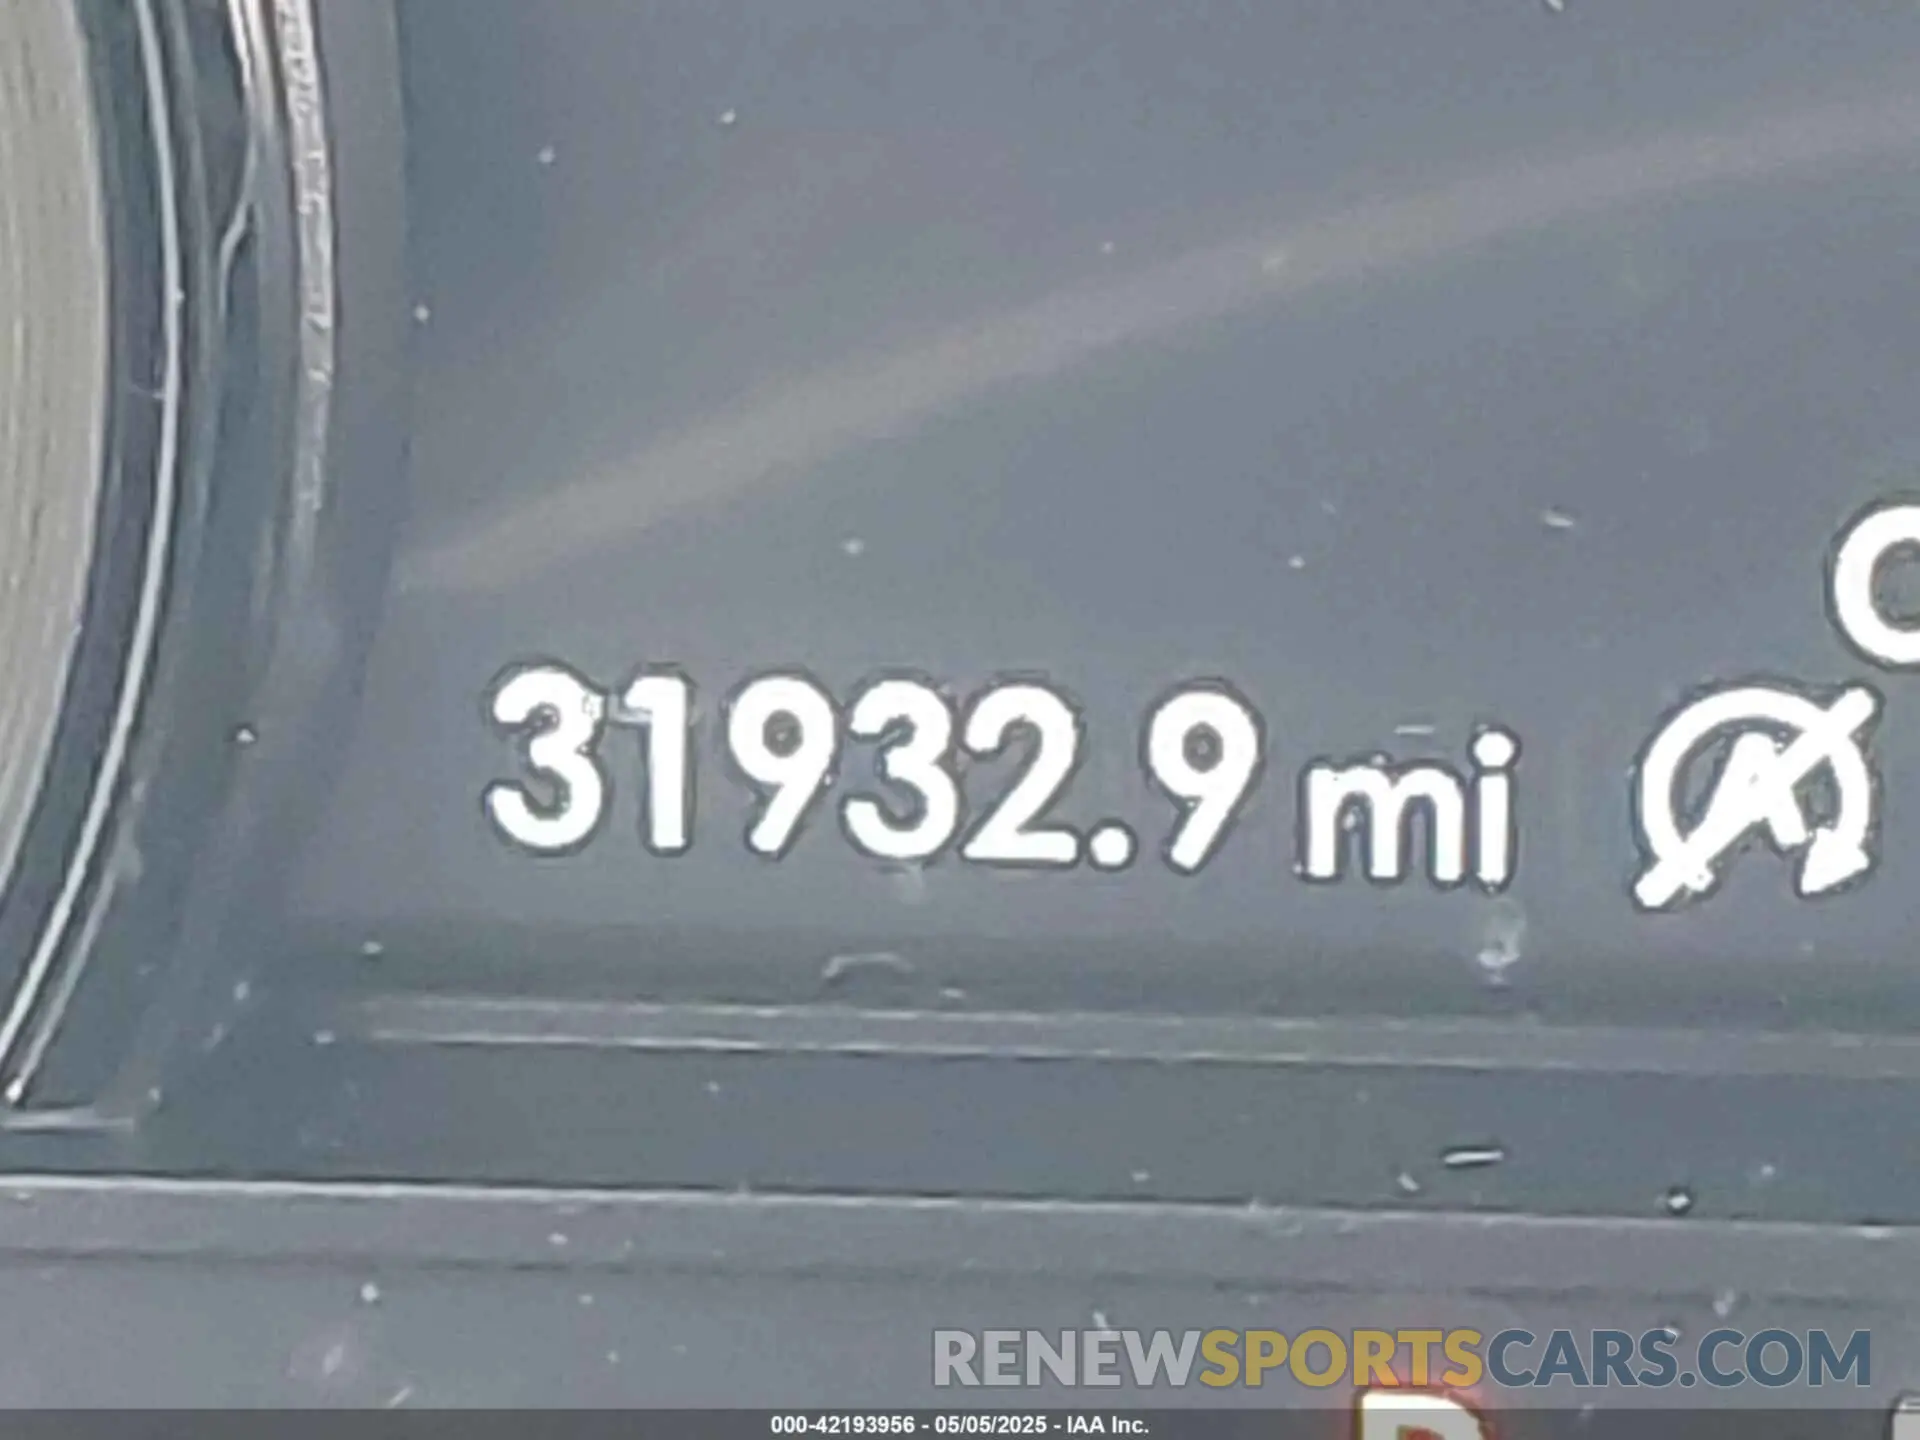 31932.9 mi
RENEWSPORTSCARS.COM
000-42193956 - 05/05/2025 - IAA Inc.